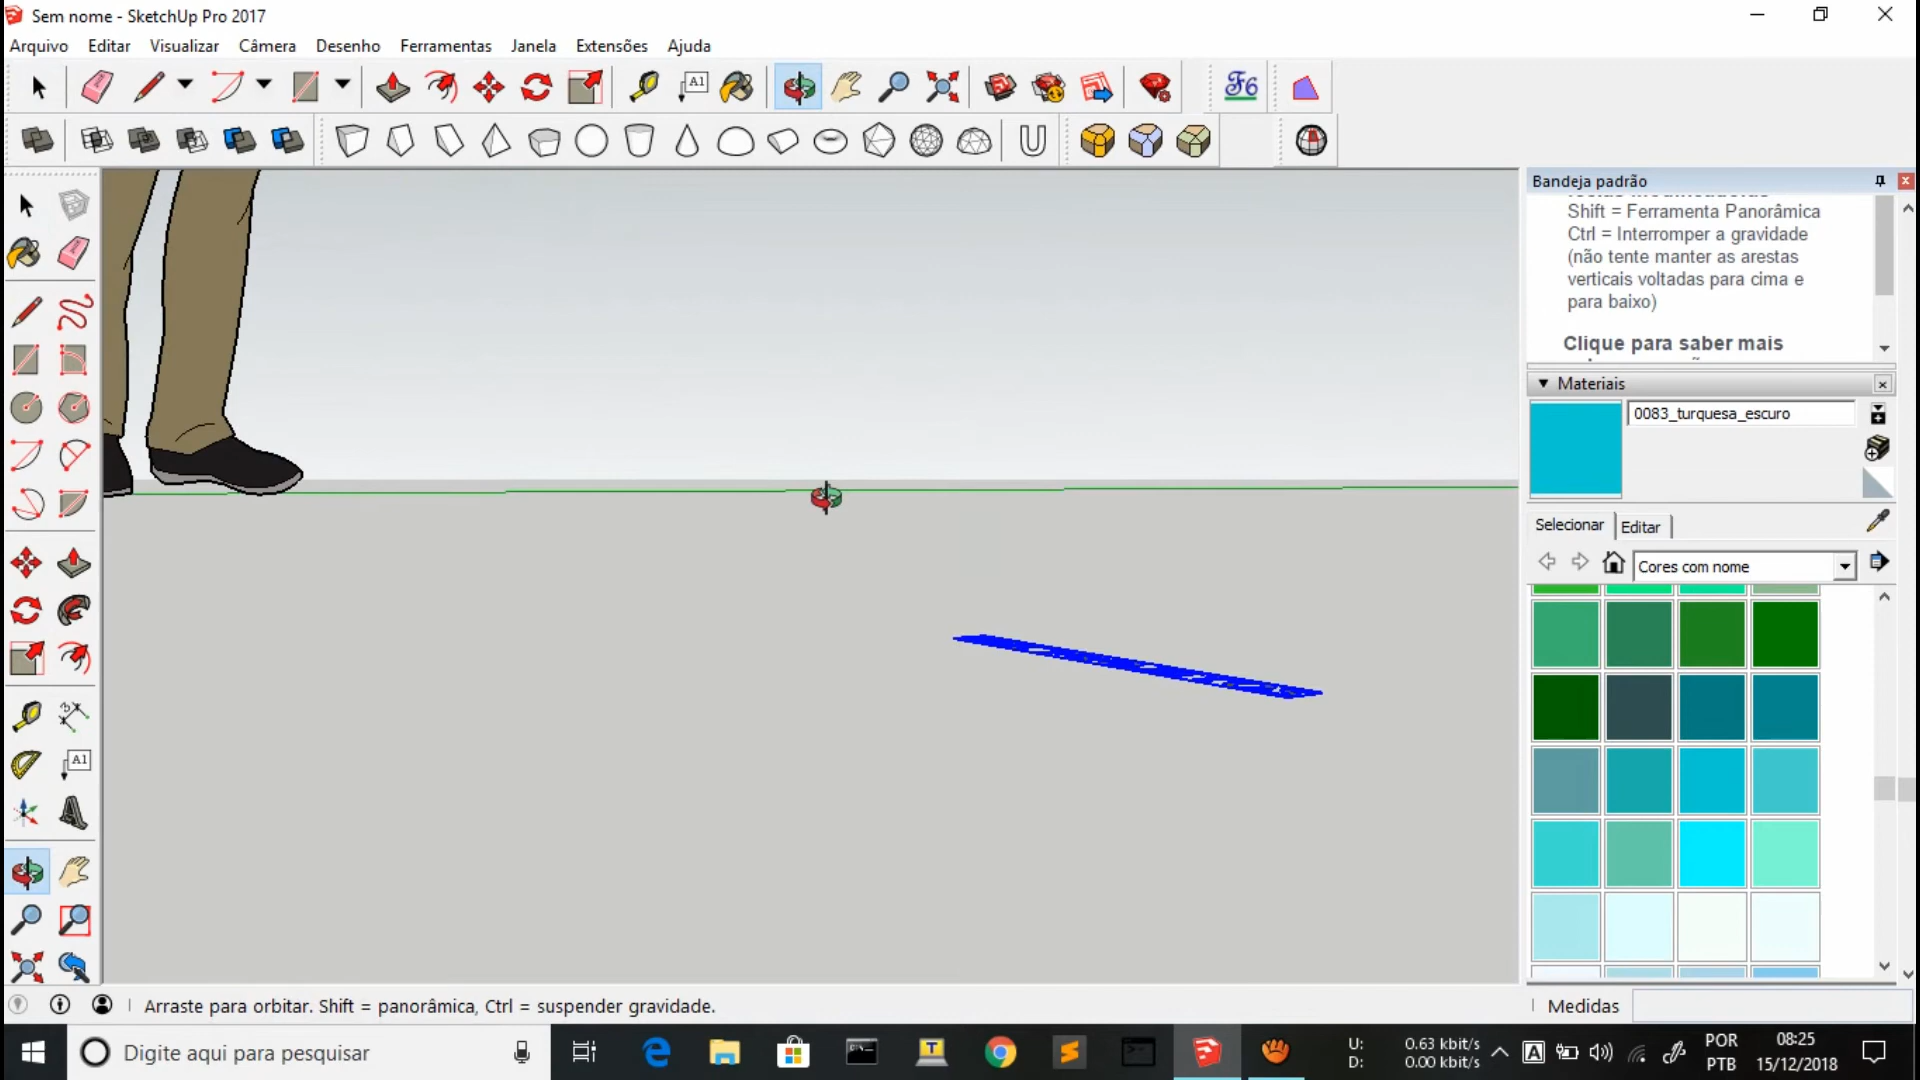 Sem nome - SketchUp Pro 2017
Arquivo Editar Visualizar Câmera Desenho Ferramentas Janela Extensões Ajuda
A1
F6
Bandeja padrão
Shift = Ferramenta Panorâmica
Ctrl = Interromper a gravidade
(não tente manter as arestas
verticais voltadas para cima e
para baixo)
Clique para saber mais
Materiais
0083_turquesa_escuro
Selecionar Editar
Cores com nome
A1
Arraste para orbitar. Shift = panorâmica, Ctrl = suspender gravidade.
Medidas
Digite aqui para pesquisar
U: 0.63 kbit/s
D: 0.00 kbit/s
POR
PTB
08:25
15/12/2018